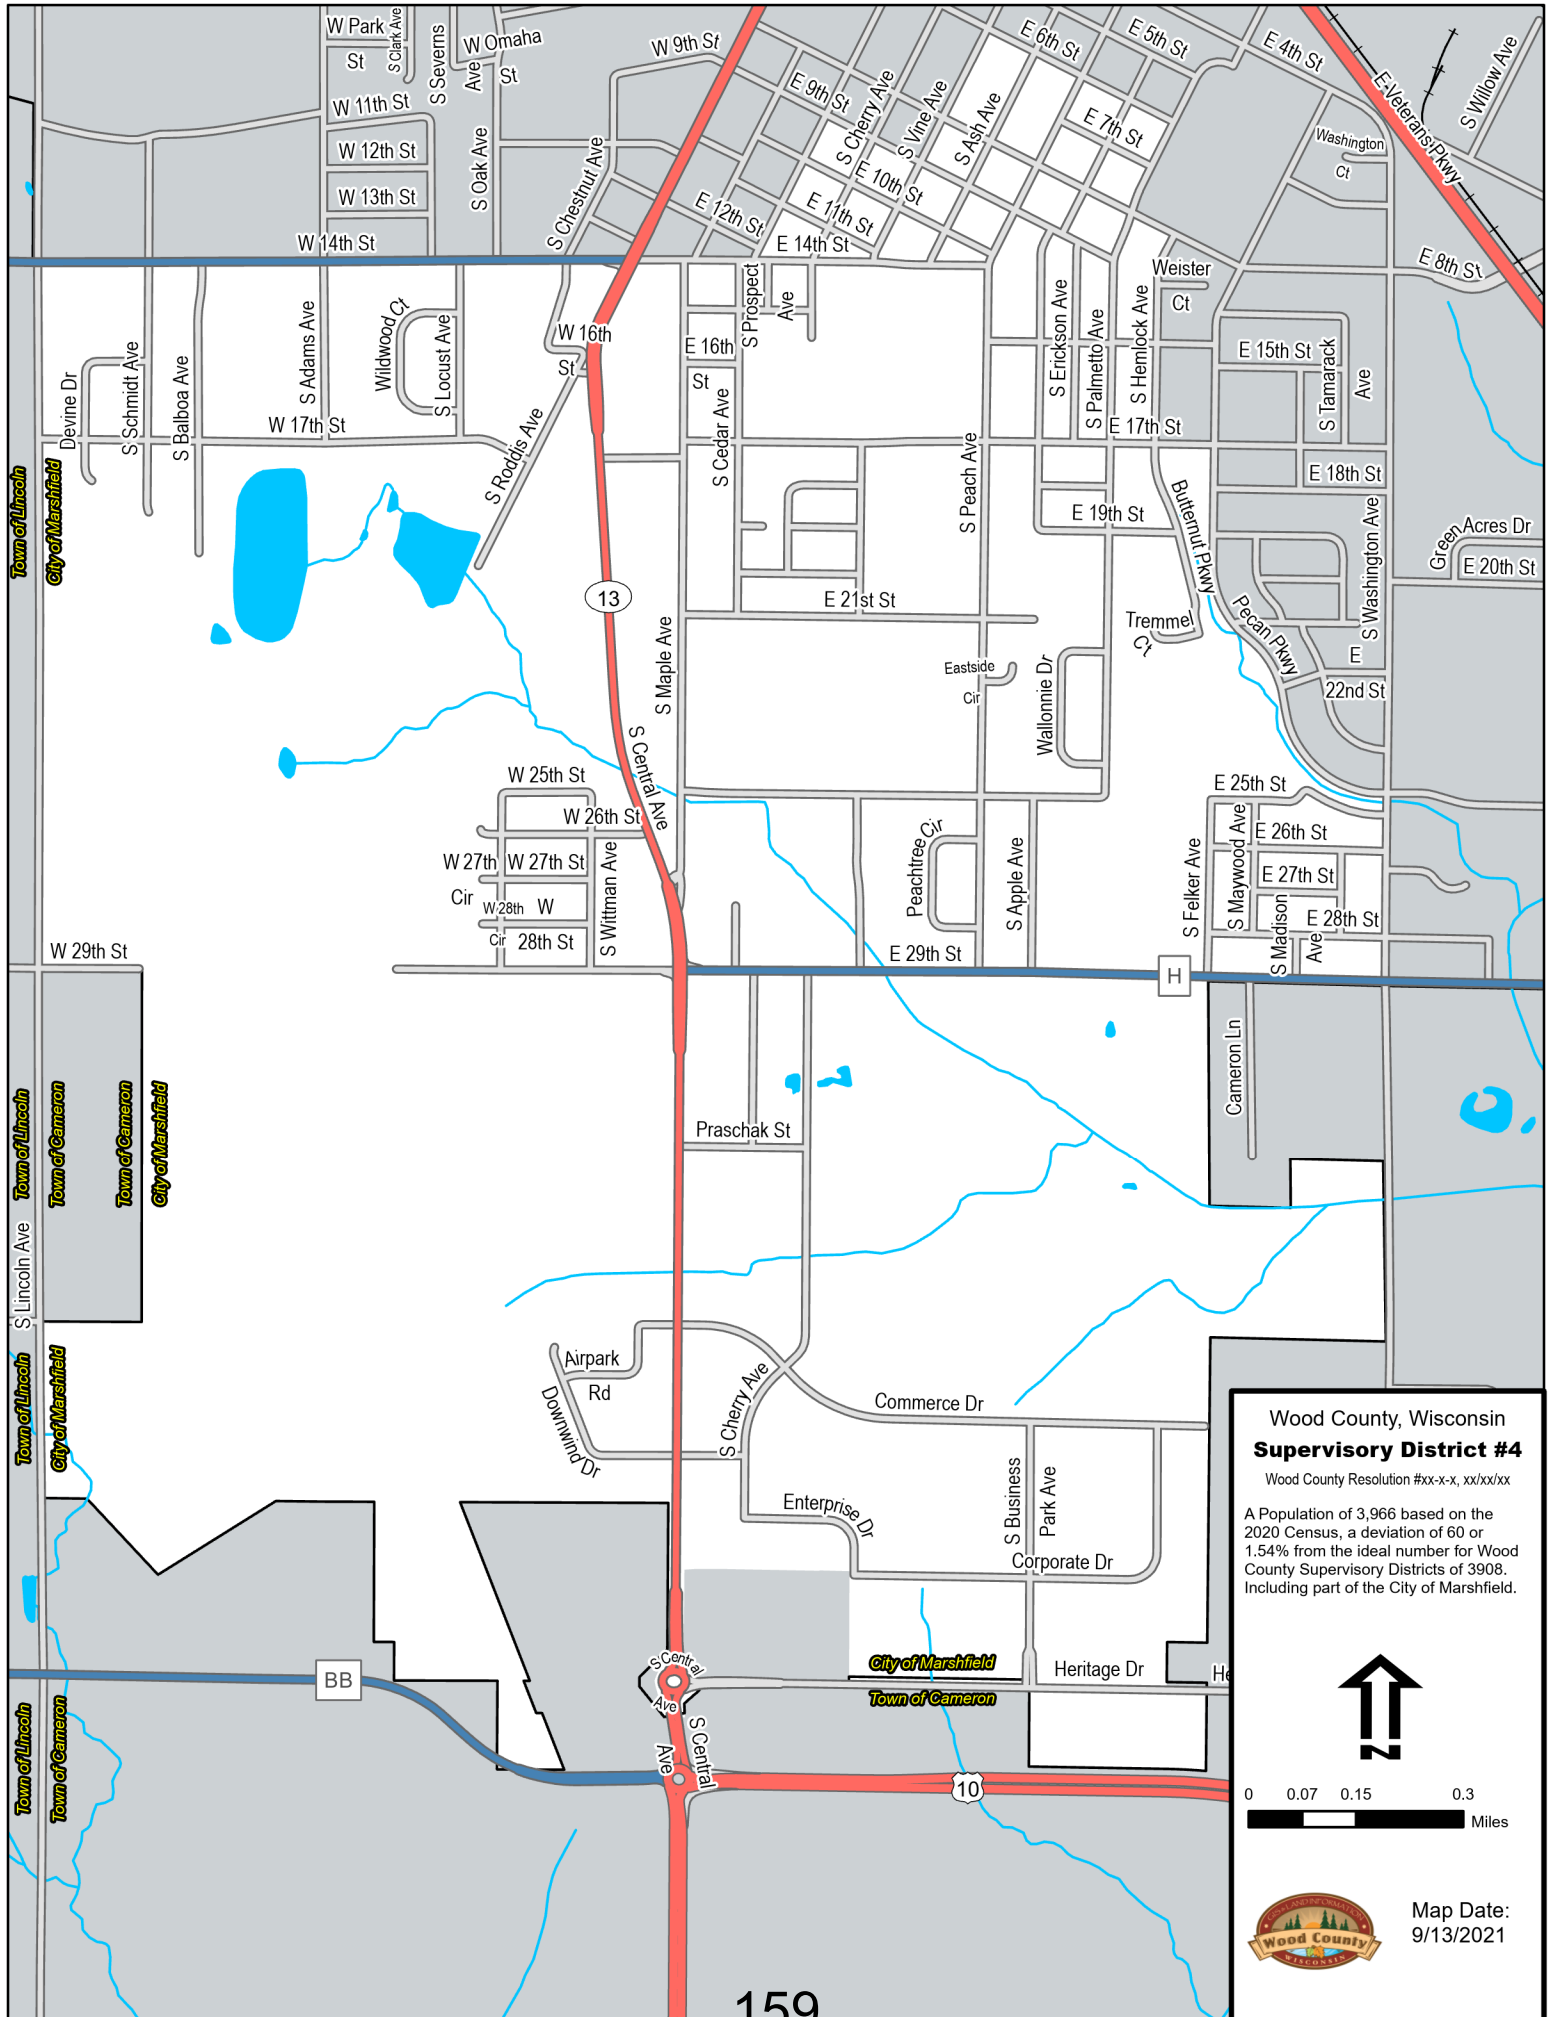 W Park
St
S Clark Ave
S Severns
Ave
W Omaha
St
W 9th St
E 6th St
E 5th St
E 4th St
E Veterans Pkwy
S Willow Ave
W 11th St
E 9th St
S Cherry Ave
S Vine Ave
S Ash Ave
E 7th St
Washington
Ct
W 12th St
S Oak Ave
S Chestnut Ave
E 10th St
W 13th St
E 12th St
E 11th St
W 14th St
E 14th St
E 8th St
Weister
Ct
S Prospect
Ave
S Erickson Ave
S Palmetto Ave
S Hemlock Ave
Wildwood Ct
S Adams Ave
S Locust Ave
W 16th
St
E 16th
St
E 15th St
S Tamarack
Ave
Devine Dr
S Schmidt Ave
S Balboa Ave
W 17th St
S Roddis Ave
S Cedar Ave
S Peach Ave
E 17th St
E 18th St
Town of Lincoln
City of Marshfield
E 19th St
Butternut Pkwy
S Washington Ave
Green Acres Dr
E 20th St
13
E 21st St
Tremmel
Ct
Pecan Pkwy
E
22nd St
S Maple Ave
Eastside
Cir
Wallonnie Dr
S Central Ave
W 25th St
E 25th St
W 26th St
E 26th St
W 27th
Cir
W 27th St
S Wittman Ave
Peachtree Cir
S Apple Ave
S Felker Ave
S Maywood Ave
E 27th St
W 28th
Cir
W
28th St
S Madison
Ave
E 28th St
W 29th St
E 29th St
H
Cameron Ln
Town of Lincoln
Town of Cameron
Town of Cameron
City of Marshfield
Praschak St
S Lincoln Ave
Town of Lincoln
City of Marshfield
Airpark
Rd
Downwind Dr
S Cherry Ave
Commerce Dr
S Business
Park Ave
Enterprise Dr
Corporate Dr
S Central
Ave
City of Marshfield
Town of Cameron
Heritage Dr
He
BB
Town of Lincoln
Town of Cameron
S Central
Ave
10
159
Wood County, Wisconsin
Supervisory District #4
Wood County Resolution #xx-x-x, xx/xx/xx
A Population of 3,966 based on the
2020 Census, a deviation of 60 or
1.54% from the ideal number for Wood
County Supervisory Districts of 3908.
Including part of the City of Marshfield.
N
0 0.07 0.15 0.3
Miles
GIS & LAND INFORMATION
Wood County
WISCONSIN
Map Date:
9/13/2021